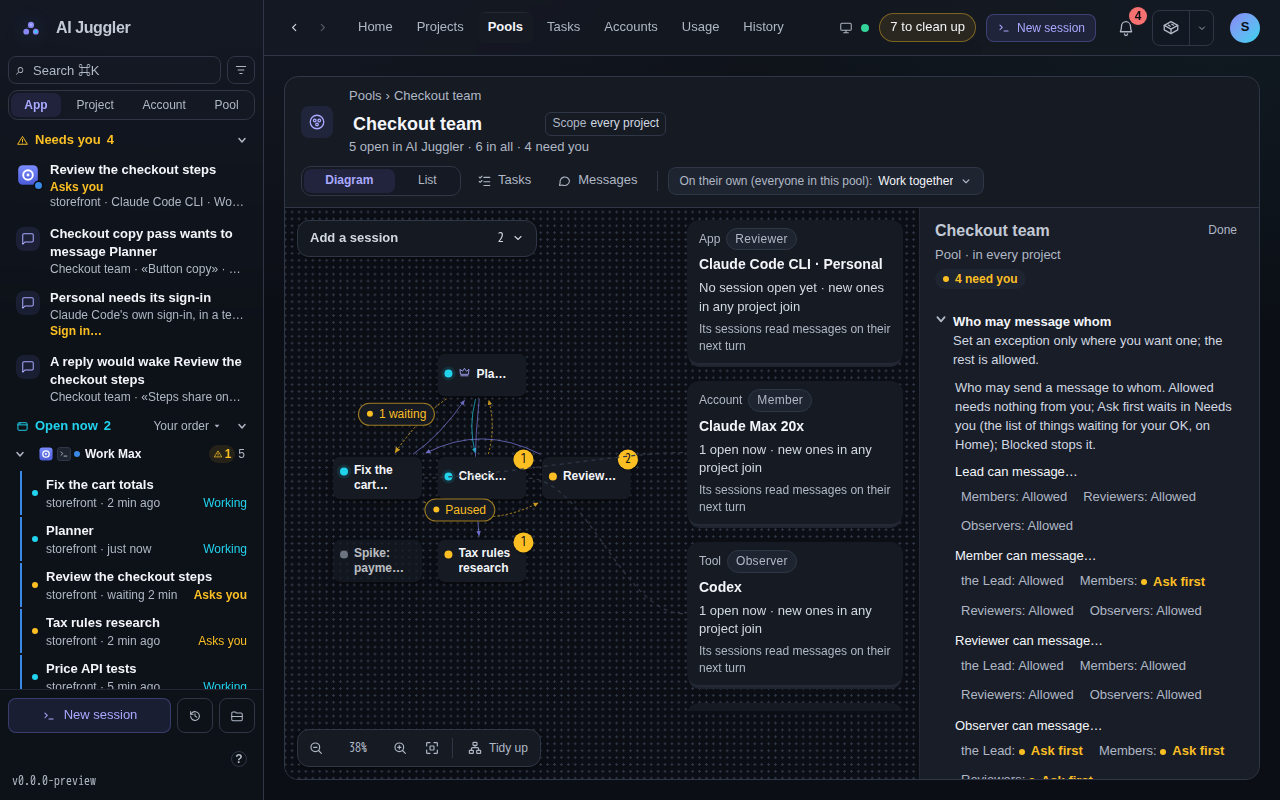 AI Juggler
Search ⌘K
App Project Account Pool
Needs you 4
Review the checkout steps
Asks you
storefront · Claude Code CLI · Wo…
Checkout copy pass wants to
message Planner
Checkout team · «Button copy» · …
Personal needs its sign-in
Claude Code's own sign-in, in a te…
Sign in…
A reply would wake Review the
checkout steps
Checkout team · «Steps share on…
Open now 2 Your order
Work Max 1 5
Fix the cart totals
storefront · 2 min ago Working
Planner
storefront · just now Working
Review the checkout steps
storefront · waiting 2 min Asks you
Tax rules research
storefront · 2 min ago Asks you
Price API tests
storefront · 5 min ago Working
New session
?
v0.0.0-preview
Home Projects Pools Tasks Accounts Usage History
7 to clean up
New session
4
S
Pools › Checkout team
Checkout team
Scope every project
5 open in AI Juggler · 6 in all · 4 need you
Diagram List Tasks Messages
On their own (everyone in this pool): Work together
Add a session 2
Pla…
1 waiting
Fix the
cart…
Check…
1
Review…
2
Paused
Spike:
payme…
Tax rules
research
1
App Reviewer
Claude Code CLI · Personal
No session open yet · new ones
in any project join
Its sessions read messages on their
next turn
Account Member
Claude Max 20x
1 open now · new ones in any
project join
Its sessions read messages on their
next turn
Tool Observer
Codex
1 open now · new ones in any
project join
Its sessions read messages on their
next turn
38%
Tidy up
Checkout team Done
Pool · in every project
4 need you
Who may message whom
Set an exception only where you want one; the
rest is allowed.
Who may send a message to whom. Allowed
needs nothing from you; Ask first waits in Needs
you (the list of things waiting for your OK, on
Home); Blocked stops it.
Lead can message…
Members: Allowed Reviewers: Allowed
Observers: Allowed
Member can message…
the Lead: Allowed Members: Ask first
Reviewers: Allowed Observers: Allowed
Reviewer can message…
the Lead: Allowed Members: Allowed
Reviewers: Allowed Observers: Allowed
Observer can message…
the Lead: Ask first Members: Ask first
Reviewers: Ask first